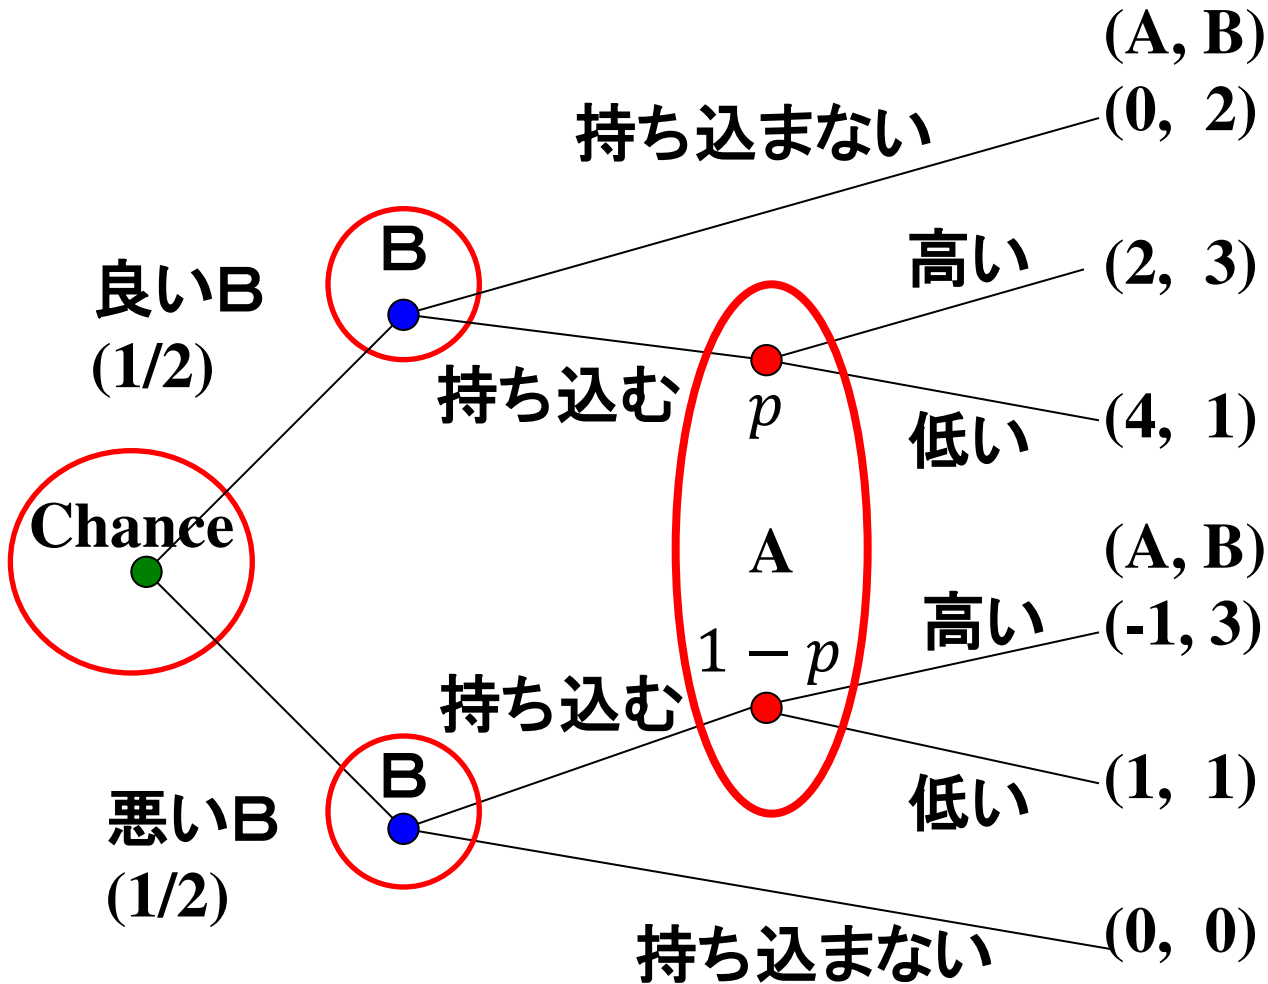 (A, B)
持ち込まない
(0, 2)
B
高い
(2, 3)
良いB
(1/2)
持ち込む
p
低い
(4, 1)
Chance
A
(A, B)
高い
(-1, 3)
1 − p
持ち込む
B
低い
(1, 1)
悪いB
(1/2)
持ち込まない
(0, 0)